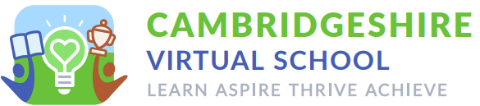 CAMBRIDGESHIRE
VIRTUAL SCHOOL
LEARN ASPIRE THRIVE ACHIEVE